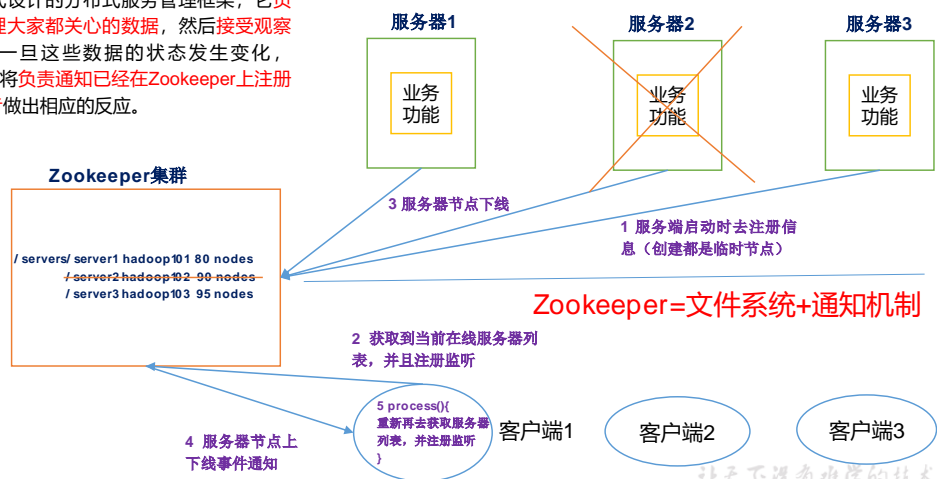 式设计的分布式服务管理框架，它负
理大家都关心的数据，然后接受观察
一旦这些数据的状态发生变化，
将负责通知已经在Zookeeper上注册
做出相应的反应。
服务器1
服务器2
服务器3
业务
功能
业务
功能
业务
功能
Zookeeper集群
3 服务器节点下线
1 服务端启动时去注册信
息（创建都是临时节点）
/ servers/ server1 hadoop101 80 nodes
/ server2 hadoop102 90 nodes
/ server3 hadoop103 95 nodes
Zookeeper=文件系统+通知机制
2 获取到当前在线服务器列
表，并且注册监听
5 process(){
重新再去获取服务器
列表，并注册监听
}
客户端1
客户端2
客户端3
4 服务器节点上
下线事件通知